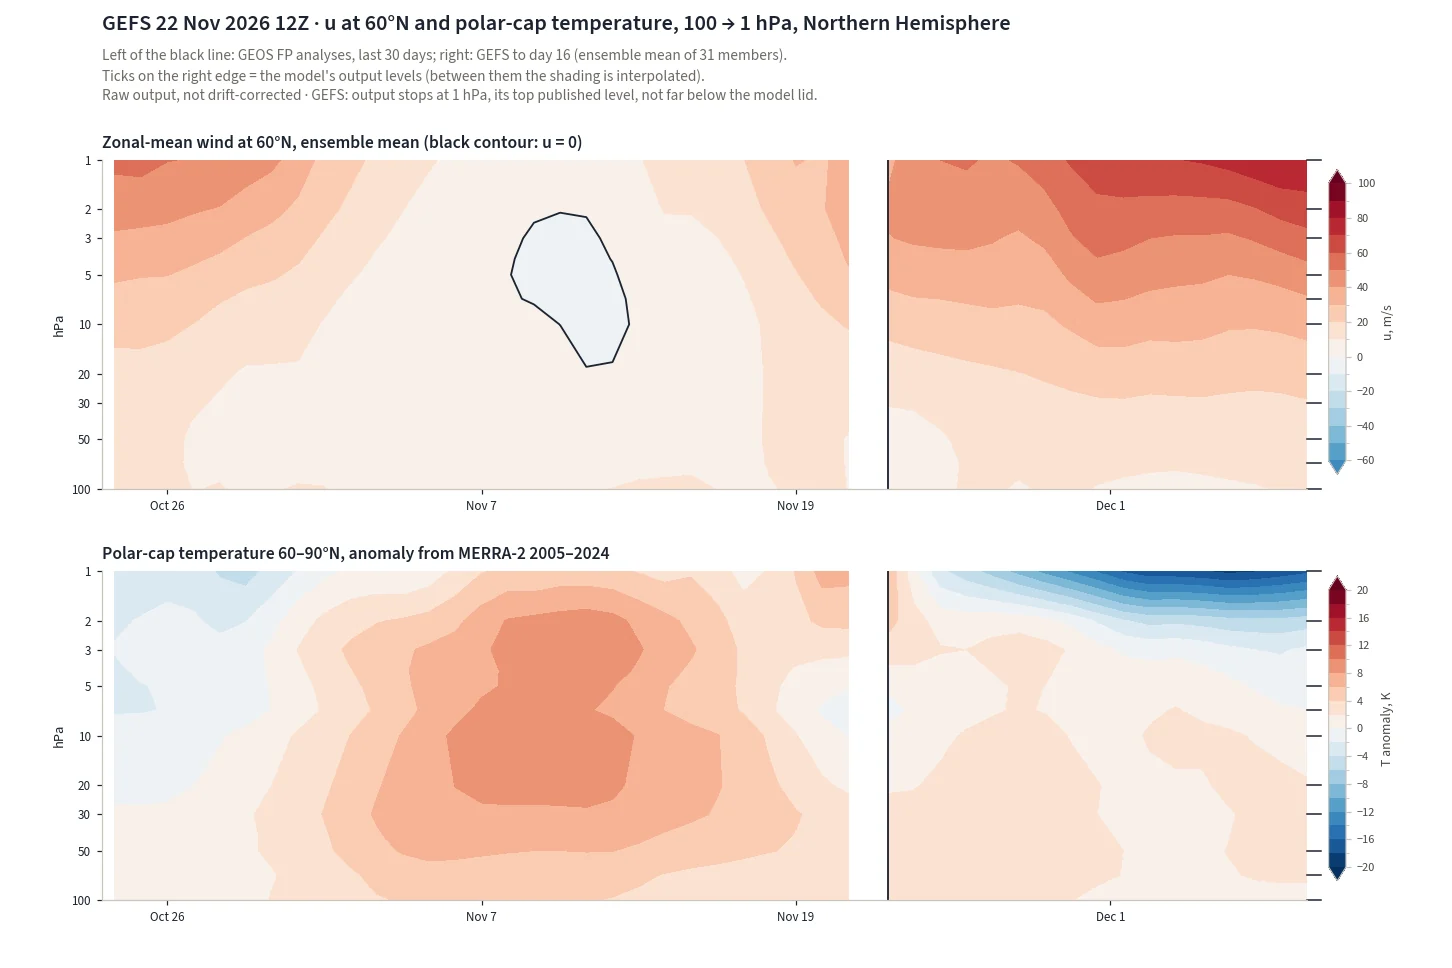 GEFS 22 Nov 2026 12Z · u at 60°N and polar-cap temperature, 100 → 1 hPa, Northern Hemisphere
Left of the black line: GEOS FP analyses, last 30 days; right: GEFS to day 16 (ensemble mean of 31 members).
Ticks on the right edge = the model's output levels (between them the shading is interpolated).
Raw output, not drift-corrected · GEFS: output stops at 1 hPa, its top published level, not far below the model lid.
Zonal-mean wind at 60°N, ensemble mean (black contour: u = 0)
1
2
3
5
10
20
30
50
100
hPa
Oct 26
Nov 7
Nov 19
Dec 1
100
80
60
40
20
0
−20
−40
−60
u, m/s
Polar-cap temperature 60–90°N, anomaly from MERRA-2 2005–2024
1
2
3
5
10
20
30
50
100
hPa
Oct 26
Nov 7
Nov 19
Dec 1
20
16
12
8
4
0
−4
−8
−12
−16
−20
T anomaly, K